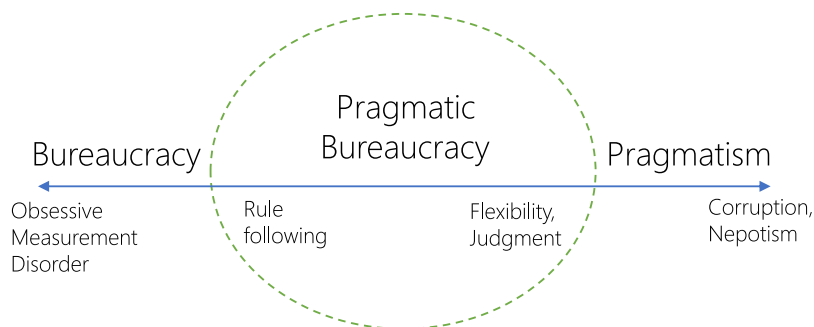 Pragmatic
Bureaucracy
Bureaucracy
Pragmatism
Obsessive
Measurement
Disorder
Rule
following
Flexibility,
Judgment
Corruption,
Nepotism